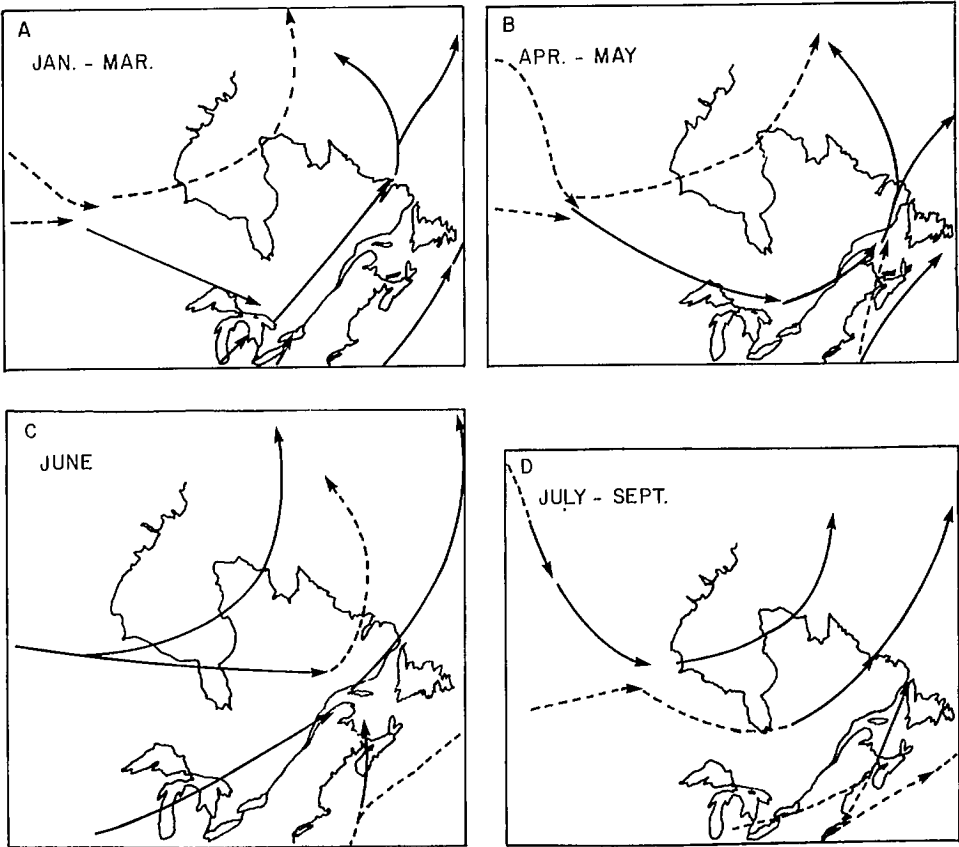 A
JAN. - MAR.
B
APR. - MAY
C
JUNE
D
JULY - SEPT.